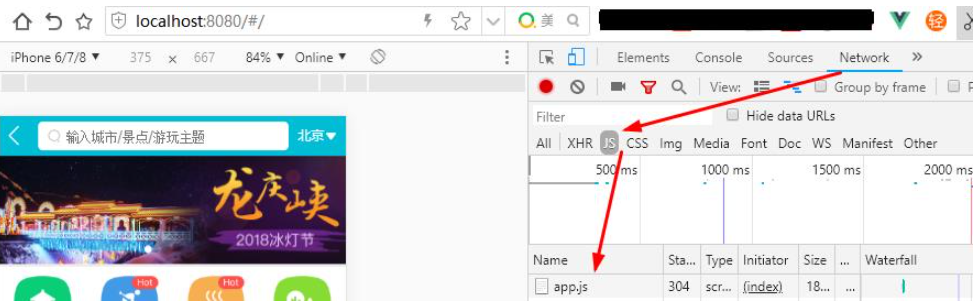 localhost:8080/#/
美
轻
iPhone 6/7/8 ▼ 375 × 667 84% ▼ Online ▼
Elements Console Sources Network »
View: Group by frame
Filter Hide data URLs
All XHR JS CSS Img Media Font Doc WS Manifest Other
500 ms 1000 ms 1500 ms 2000 ms
输入城市/景点/游玩主题 北京
龙庆峡
2018冰灯节
Hot Hot
Name Sta... Type Initiator Size ... Waterfall
app.js 304 scr... (index) 18... ...